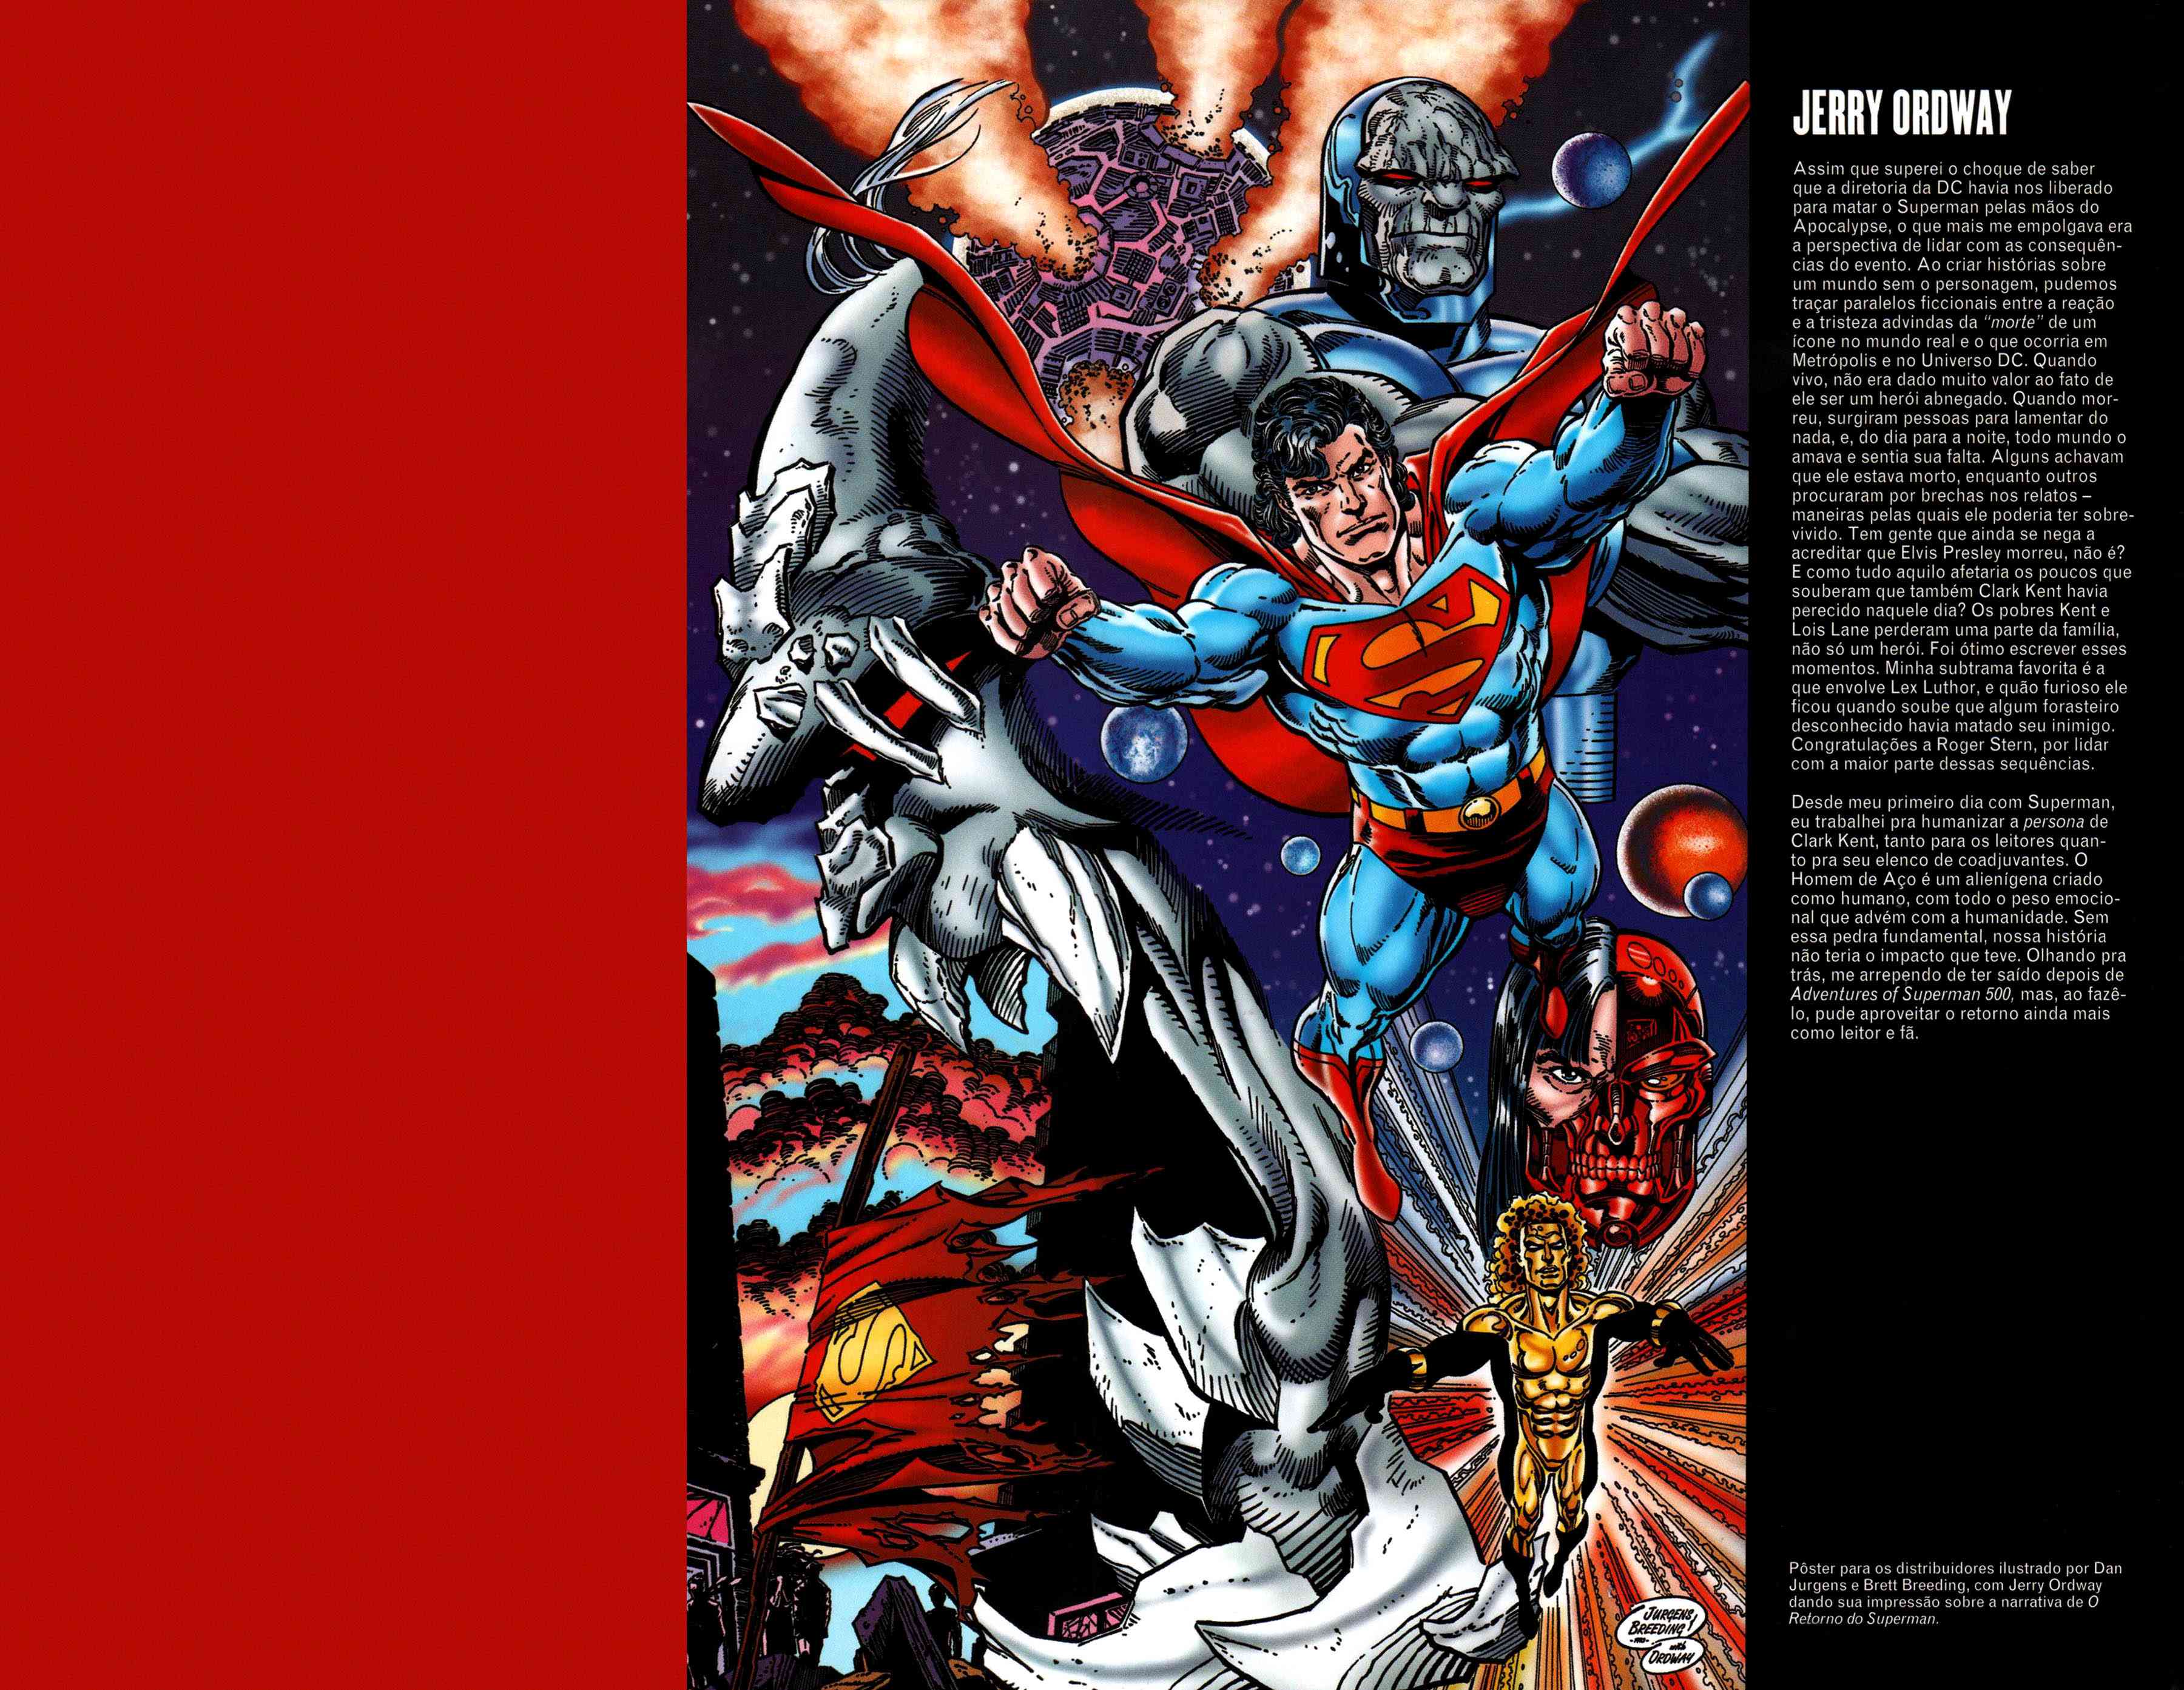 JERRY ORDWAY
Assim que superei o choque de saber
que a diretoria da DC havia nos liberado
para matar o Superman pelas mãos do
Apocalypse, o que mais me empolgava era
a perspectiva de lidar com as consequên-
cias do evento. Ao criar histórias sobre
um mundo sem o personagem, pudemos
traçar paralelos ficcionais entre a reação
e a tristeza advindas da “morte” de um
ícone no mundo real e o que ocorria em
Metrópolis e no Universo DC. Quando
vivo, não era dado muito valor ao fato de
ele ser um herói abnegado. Quando mor-
reu, surgiram pessoas para lamentar do
nada, e, do dia para a noite, todo mundo o
amava e sentia sua falta. Alguns achavam
que ele estava morto, enquanto outros
procuraram por brechas nos relatos –
maneiras pelas quais ele poderia ter sobre-
vivido. Tem gente que ainda se nega a
acreditar que Elvis Presley morreu, não é?
E como tudo aquilo afetaria os poucos que
souberam que também Clark Kent havia
perecido naquele dia? Os pobres Kent e
Lois Lane perderam uma parte da família,
não só um herói. Foi ótimo escrever esses
momentos. Minha subtrama favorita é a
que envolve Lex Luthor, e quão furioso ele
ficou quando soube que algum forasteiro
desconhecido havia matado seu inimigo.
Congratulações a Roger Stern, por lidar
com a maior parte dessas sequências.
Desde meu primeiro dia com Superman,
eu trabalhei pra humanizar a persona de
Clark Kent, tanto para os leitores quan-
to pra seu elenco de coadjuvantes. O
Homem de Aço é um alienígena criado
como humano, com todo o peso emocio-
nal que advém com a humanidade. Sem
essa pedra fundamental, nossa história
não teria o impacto que teve. Olhando pra
trás, me arrependo de ter saído depois de
Adventures of Superman 500, mas, ao fazê-
lo, pude aproveitar o retorno ainda mais
como leitor e fã.
Pôster para os distribuidores ilustrado por Dan
Jurgens e Brett Breeding, com Jerry Ordway
dando sua impressão sobre a narrativa de O
Retorno do Superman.
S
S
JURGENS/
BREEDING
with
ORDWAY